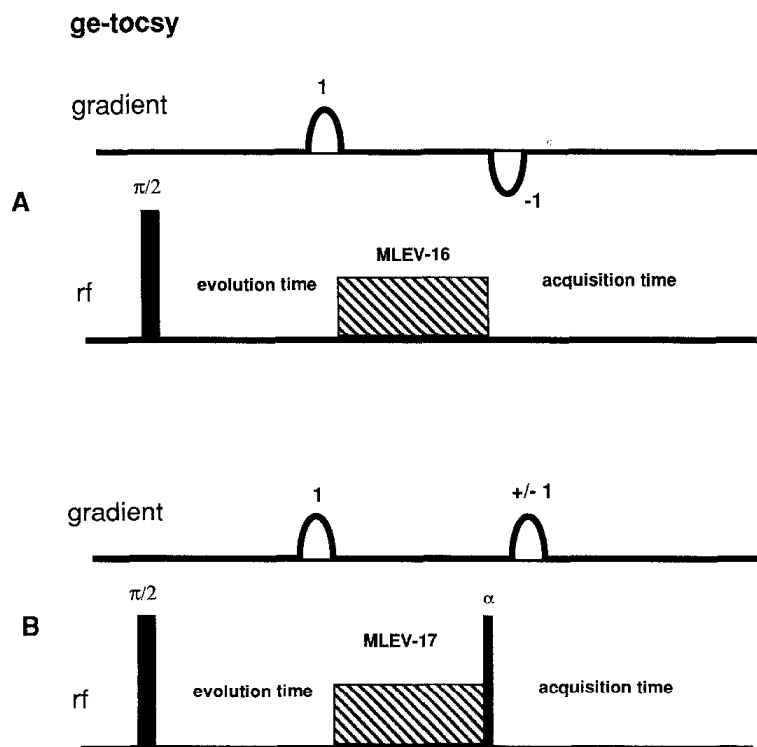 ge-tocsy
1
gradient
-1
A
π/2
MLEV-16
evolution time
acquisition time
rf
1
+/- 1
gradient
π/2
α
B
MLEV-17
evolution time
acquisition time
rf